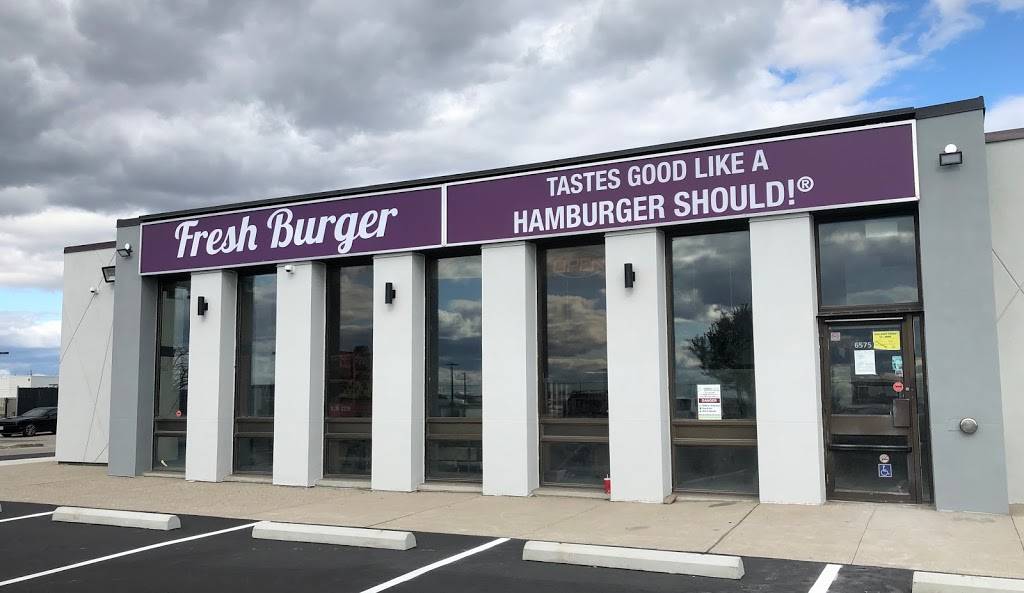 Fresh Burger
TASTES GOOD LIKE A
HAMBURGER SHOULD!®
6575